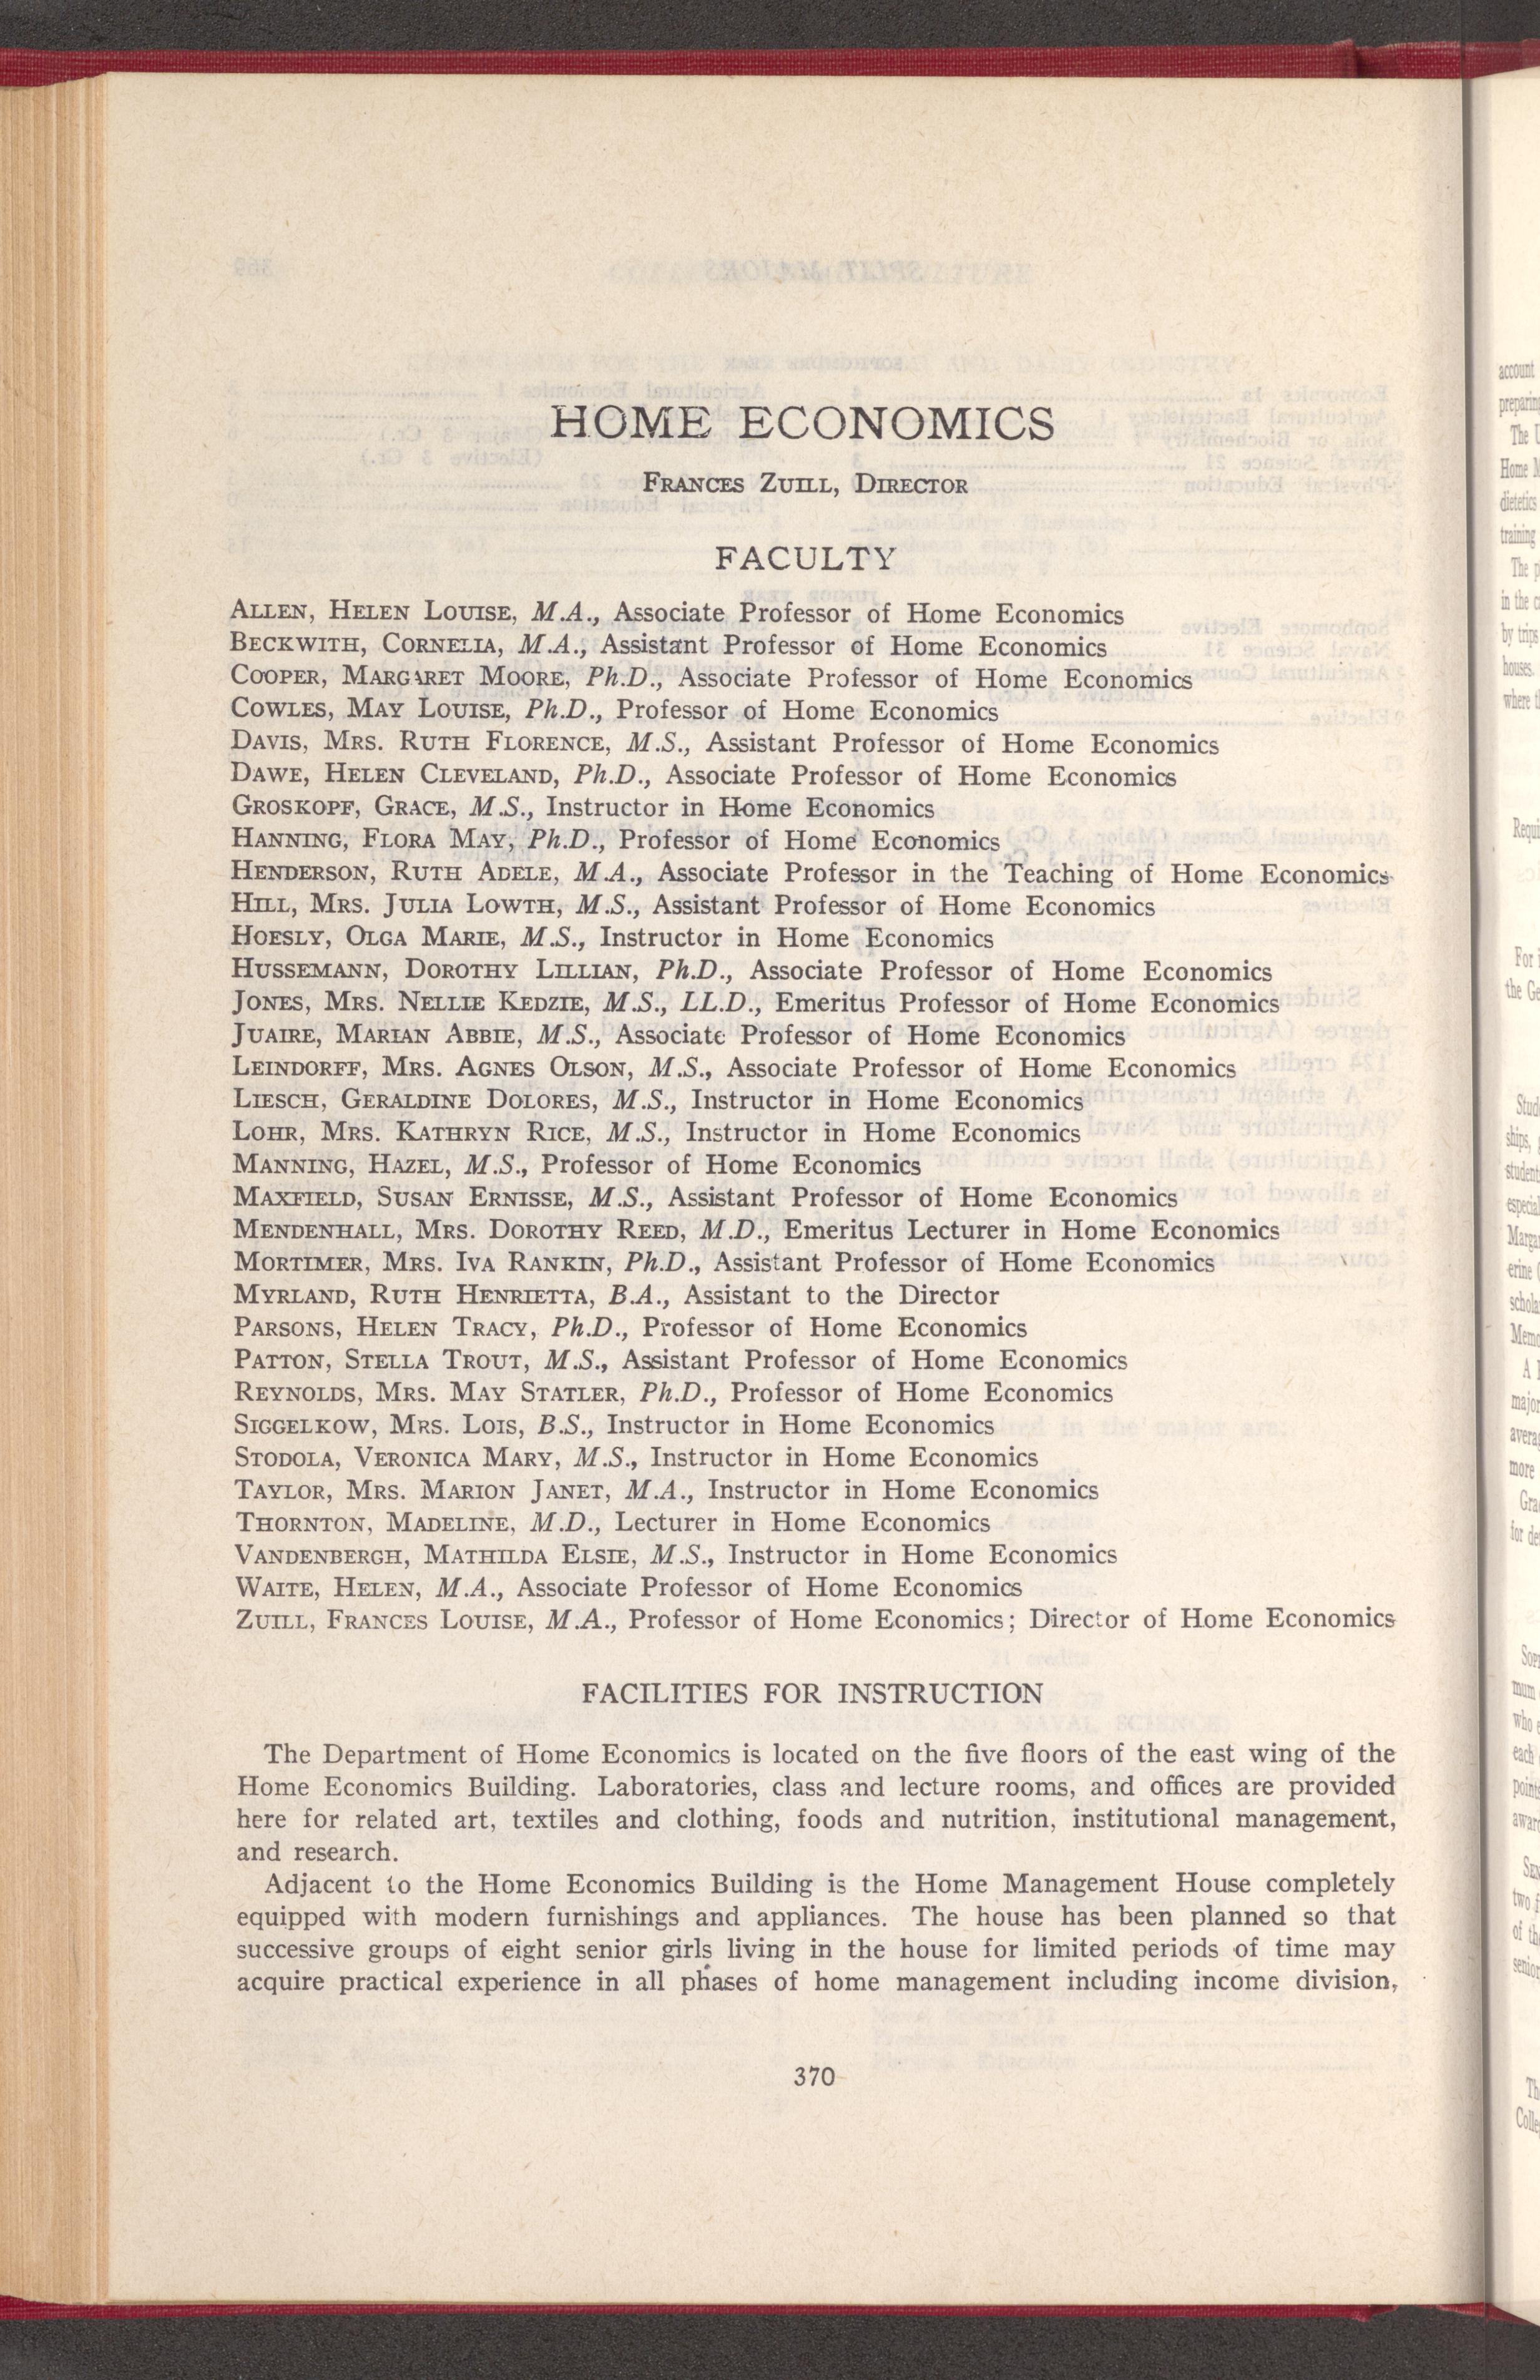 HOME ECONOMICS
FRANCES ZUILL, DIRECTOR
FACULTY
ALLEN, HELEN LOUISE, M.A., Associate Professor of Home Economics
BECKWITH, CORNELIA, M.A., Assistant Professor of Home Economics
COOPER, MARGARET MOORE, Ph.D., Associate Professor of Home Economics
COWLES, MAY LOUISE, Ph.D., Professor of Home Economics
DAVIS, MRS. RUTH FLORENCE, M.S., Assistant Professor of Home Economics
DAWE, HELEN CLEVELAND, Ph.D., Associate Professor of Home Economics
GROSKOPF, GRACE, M.S., Instructor in Home Economics
HANNING, FLORA MAY, Ph.D., Professor of Home Economics
HENDERSON, RUTH ADELE, M.A., Associate Professor in the Teaching of Home Economics
HILL, MRS. JULIA LOWTH, M.S., Assistant Professor of Home Economics
HOESLY, OLGA MARIE, M.S., Instructor in Home Economics
HUSSEMANN, DOROTHY LILLIAN, Ph.D., Associate Professor of Home Economics
JONES, MRS. NELLIE KEDZIE, M.S., LL.D., Emeritus Professor of Home Economics
JUAIRE, MARIAN ABBIE, M.S., Associate Professor of Home Economics
LEINDORFF, MRS. AGNES OLSON, M.S., Associate Professor of Home Economics
LIESCH, GERALDINE DOLORES, M.S., Instructor in Home Economics
LOHR, MRS. KATHRYN RICE, M.S., Instructor in Home Economics
MANNING, HAZEL, M.S., Professor of Home Economics
MAXFIELD, SUSAN ERNISSE, M.S., Assistant Professor of Home Economics
MENDENHALL, MRS. DOROTHY REED, M.D., Emeritus Lecturer in Home Economics
MORTIMER, MRS. IVA RANKIN, Ph.D., Assistant Professor of Home Economics
MYRLAND, RUTH HENRIETTA, B.A., Assistant to the Director
PARSONS, HELEN TRACY, Ph.D., Professor of Home Economics
PATTON, STELLA TROUT, M.S., Assistant Professor of Home Economics
REYNOLDS, MRS. MAY STATLER, Ph.D., Professor of Home Economics
SIGGELKOW, MRS. LOIS, B.S., Instructor in Home Economics
STODOLA, VERONICA MARY, M.S., Instructor in Home Economics
TAYLOR, MRS. MARION JANET, M.A., Instructor in Home Economics
THORNTON, MADELINE, M.D., Lecturer in Home Economics
VANDENBERGH, MATHILDA ELSIE, M.S., Instructor in Home Economics
WAITE, HELEN, M.A., Associate Professor of Home Economics
ZUILL, FRANCES LOUISE, M.A., Professor of Home Economics; Director of Home Economics
FACILITIES FOR INSTRUCTION
The Department of Home Economics is located on the five floors of the east wing of the
Home Economics Building. Laboratories, class and lecture rooms, and offices are provided
here for related art, textiles and clothing, foods and nutrition, institutional management,
and research.
Adjacent to the Home Economics Building is the Home Management House completely
equipped with modern furnishings and appliances. The house has been planned so that
successive groups of eight senior girls living in the house for limited periods of time may
acquire practical experience in all phases of home management including income division,
370